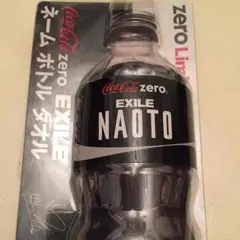 Coca-Cola zero EXILE
ネーム ボトル タオル
zero Lim
Coca-Cola zero
EXILE
NAOTO